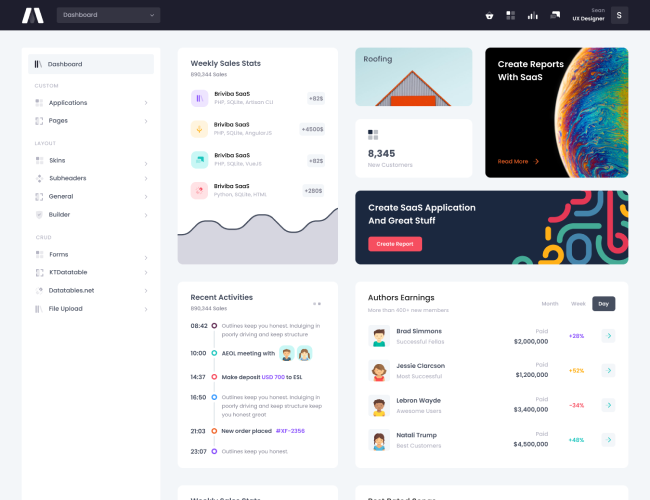 Dashboard
Sean
UX Designer
S
Dashboard
CUSTOM
Applications
Pages
LAYOUT
Skins
Subheaders
General
Builder
CRUD
Forms
KTDatatable
Datatables.net
File Upload
Weekly Sales Stats
890,344 Sales
Briviba SaaS
PHP, SQLite, Artisan CLI
+82$
Briviba SaaS
PHP, SQLite, AngularJS
+4500$
Briviba SaaS
PHP, SQLite, VueJS
+82$
Briviba SaaS
Python, SQLite, HTML
+280$
Roofing
8,345
New Customers
Create Reports
With SaaS
Read More
Create SaaS Application
And Great Stuff
Create Report
Recent Activities
890,344 Sales
08:42
Outlines keep you honest. Indulging in
poorly driving and keep structure
10:00
AEOL meeting with
14:37
Make deposit USD 700 to ESL
16:50
Outlines keep you honest. Indulging in
poorly driving and keep structure keep
you honest great
21:03
New order placed #XF-2356
23:07
Outlines keep you honest.
Authors Earnings
More than 400+ new members
Month
Week
Day
Brad Simmons
Successful Fellas
Paid
$2,000,000
+28%
Jessie Clarcson
Most Successful
Paid
$1,200,000
+52%
Lebron Wayde
Awesome Users
Paid
$3,400,000
-34%
Natali Trump
Best Customers
Paid
$4,500,000
+48%